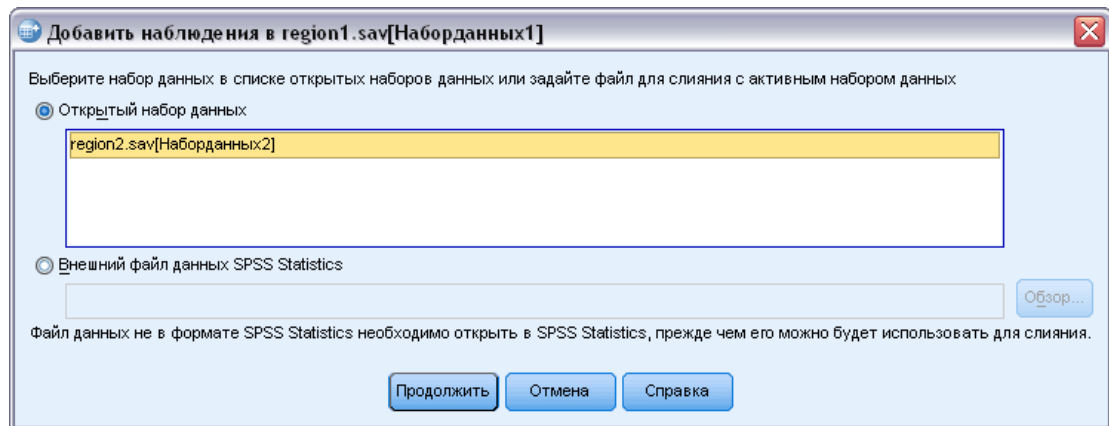 Добавить наблюдения в region1.sav[Наборданных1]
Выберите набор данных в списке открытых наборов данных или задайте файл для слияния с активным набором данных
Открытый набор данных
region2.sav[Наборданных2]
Внешний файл данных SPSS Statistics
Обзор...
Файл данных не в формате SPSS Statistics необходимо открыть в SPSS Statistics, прежде чем его можно будет использовать для слияния.
Продолжить
Отмена
Справка